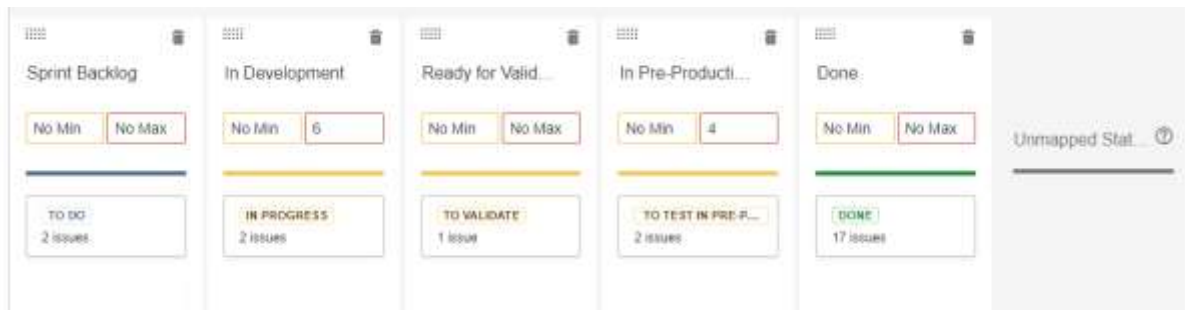 Sprint Backlog
In Development
Ready for Valid...
In Pre-Producti...
Done
No Min
No Max
No Min
6
No Min
No Max
No Min
4
No Min
No Max
Unmapped Stat...
TO DO
2 issues
IN PROGRESS
2 issues
TO VALIDATE
1 issue
TO TEST IN PRE-P...
2 issues
DONE
17 issues